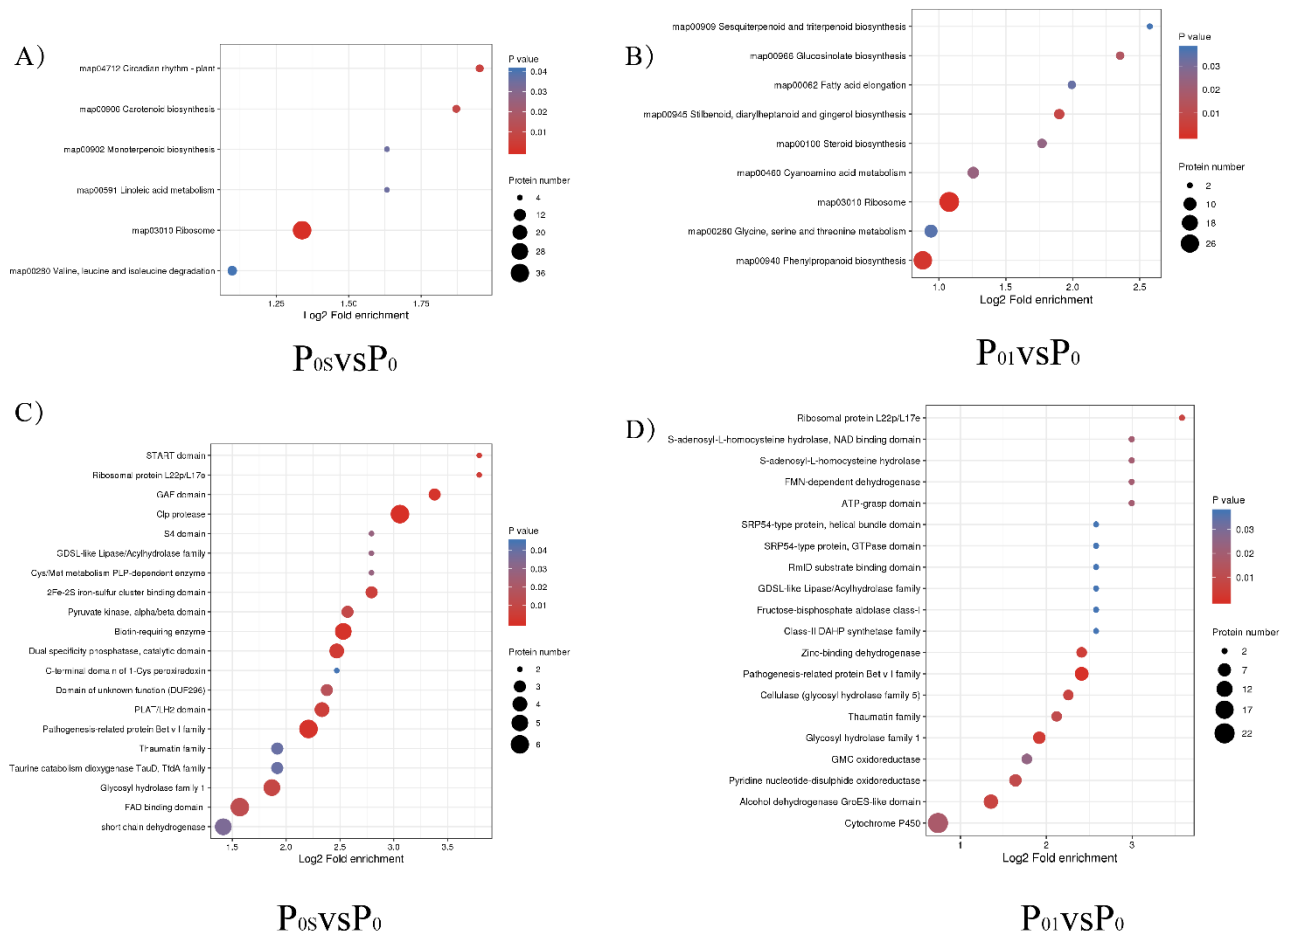 A)
map04712 Circadian rhythm - plant
map00906 Carotenoid biosynthesis
map00902 Monoterpenoid biosynthesis
map00591 Linoleic acid metabolism
map03010 Ribosome
map00280 Valine, leucine and isoleucine degradation
1.25 1.50 1.75
Log2 Fold enrichment
P value
0.04
0.03
0.02
0.01
Protein number
4
12
20
28
36
P0SvsP0
B)
map00909 Sesquiterpenoid and triterpenoid biosynthesis
map00966 Glucosinolate biosynthesis
map00062 Fatty acid elongation
map00945 Stilbenoid, diarylheptanoid and gingerol biosynthesis
map00100 Steroid biosynthesis
map00460 Cyanoamino acid metabolism
map03010 Ribosome
map00260 Glycine, serine and threonine metabolism
map00940 Phenylpropanoid biosynthesis
1.0 1.5 2.0 2.5
Log2 Fold enrichment
P value
0.03
0.02
0.01
Protein number
2
10
18
26
P01vsP0
C)
START domain
Ribosomal protein L22p/L17e
GAF domain
Clp protease
S4 domain
GDSL-like Lipase/Acylhydrolase family
Cys/Met metabolism PLP-dependent enzyme
2Fe-2S iron-sulfur cluster binding domain
Pyruvate kinase, alpha/beta domain
Biotin-requiring enzyme
Dual specificity phosphatase, catalytic domain
C-terminal domain of 1-Cys peroxiredoxin
Domain of unknown function (DUF296)
PLAT/LH2 domain
Pathogenesis-related protein Bet v I family
Thaumatin family
Taurine catabolism dioxygenase TauD, TfdA family
Glycosyl hydrolase family 1
FAD binding domain
short chain dehydrogenase
1.5 2.0 2.5 3.0 3.5
Log2 Fold enrichment
P value
0.04
0.03
0.02
0.01
Protein number
2
3
4
5
6
P0SvsP0
D)
Ribosomal protein L22p/L17e
S-adenosyl-L-homocysteine hydrolase, NAD binding domain
S-adenosyl-L-homocysteine hydrolase
FMN-dependent dehydrogenase
ATP-grasp domain
SRP54-type protein, helical bundle domain
SRP54-type protein, GTPase domain
RmlD substrate binding domain
GDSL-like Lipase/Acylhydrolase family
Fructose-bisphosphate aldolase class-I
Class-II DAHP synthetase family
Zinc-binding dehydrogenase
Pathogenesis-related protein Bet v I family
Cellulase (glycosyl hydrolase family 5)
Thaumatin family
Glycosyl hydrolase family 1
GMC oxidoreductase
Pyridine nucleotide-disulphide oxidoreductase
Alcohol dehydrogenase GroES-like domain
Cytochrome P450
1 2 3
Log2 Fold enrichment
P value
0.03
0.02
0.01
Protein number
2
7
12
17
22
P01vsP0